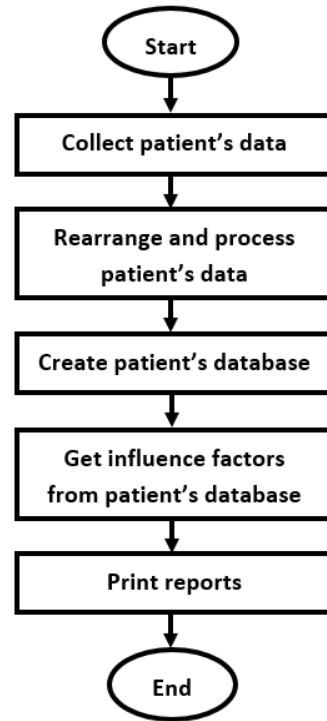 Start
Collect patient’s data
Rearrange and process
patient’s data
Create patient’s database
Get influence factors
from patient’s database
Print reports
End